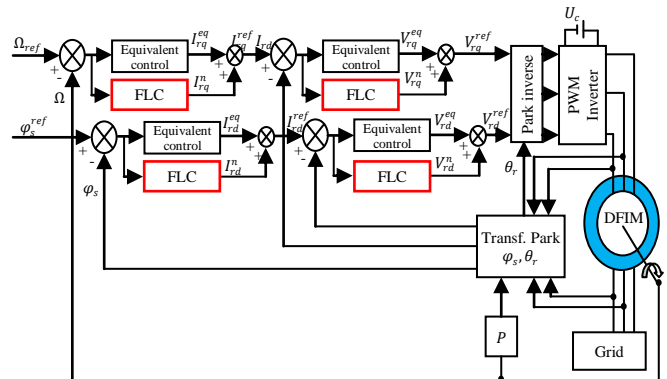 Ω_ref
+
-
Ω
Equivalent control
FLC
I_rq^eq
I_rq^n
+
+
I_rq^ref
I_rd
+
-
Equivalent control
FLC
V_rq^eq
V_rq^n
+
+
V_rq^ref
Park inverse
U_c
PWM Inverter
φ_s^ref
+
-
φ_s
Equivalent control
FLC
I_rd^eq
I_rd^n
+
+
I_rd^ref
+
-
Equivalent control
FLC
V_rd^eq
V_rd^n
+
+
V_rd^ref
θ_r
DFIM
Transf. Park
φ_s, θ_r
P
Grid